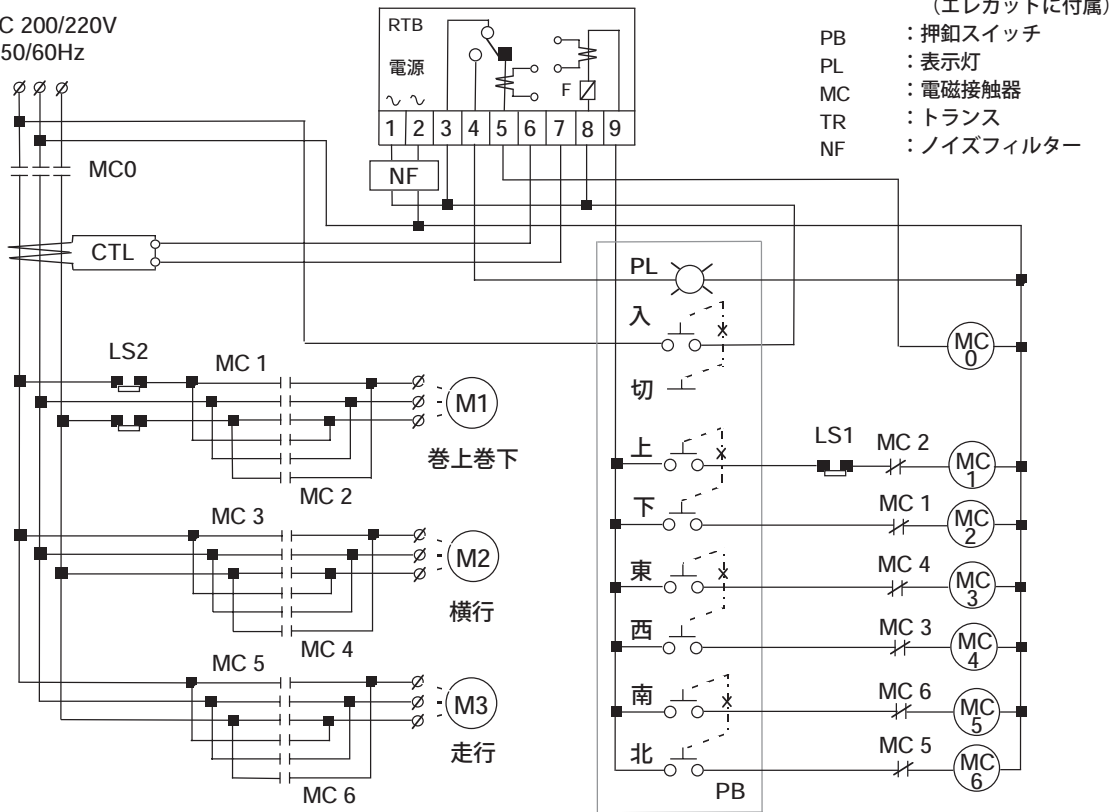 （エレカットに付属）
C 200/220V
50/60Hz
RTB
電源
F
1 2 3 4 5 6 7 8 9
PB ：押釦スイッチ
PL ：表示灯
MC ：電磁接触器
TR ：トランス
NF ：ノイズフィルター
MC0
NF
CTL
PL
入
切
MC 0
LS2
MC 1
M1
巻上巻下
MC 2
上
LS1
MC 2
MC 1
下
MC 1
MC 2
MC 3
M2
横行
MC 4
東
MC 4
MC 3
西
MC 3
MC 4
MC 5
M3
走行
MC 6
南
MC 6
MC 5
北
MC 5
MC 6
PB